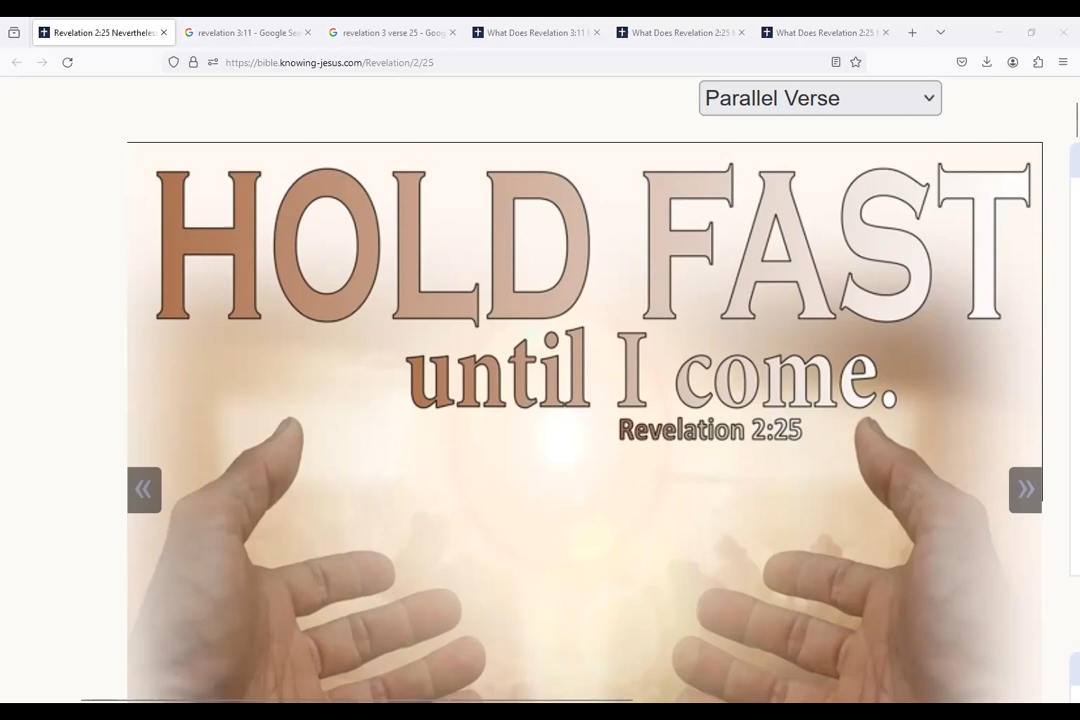 Revelation 2:25 Neverthele
revelation 3:11 - Google Se
revelation 3 verse 25 - Goog
What Does Revelation 3:11
What Does Revelation 2:25
What Does Revelation 2:25
https://bible.knowing-jesus.com/Revelation/2/25
Parallel Verse
HOLD FAST
until I come.
Revelation 2:25